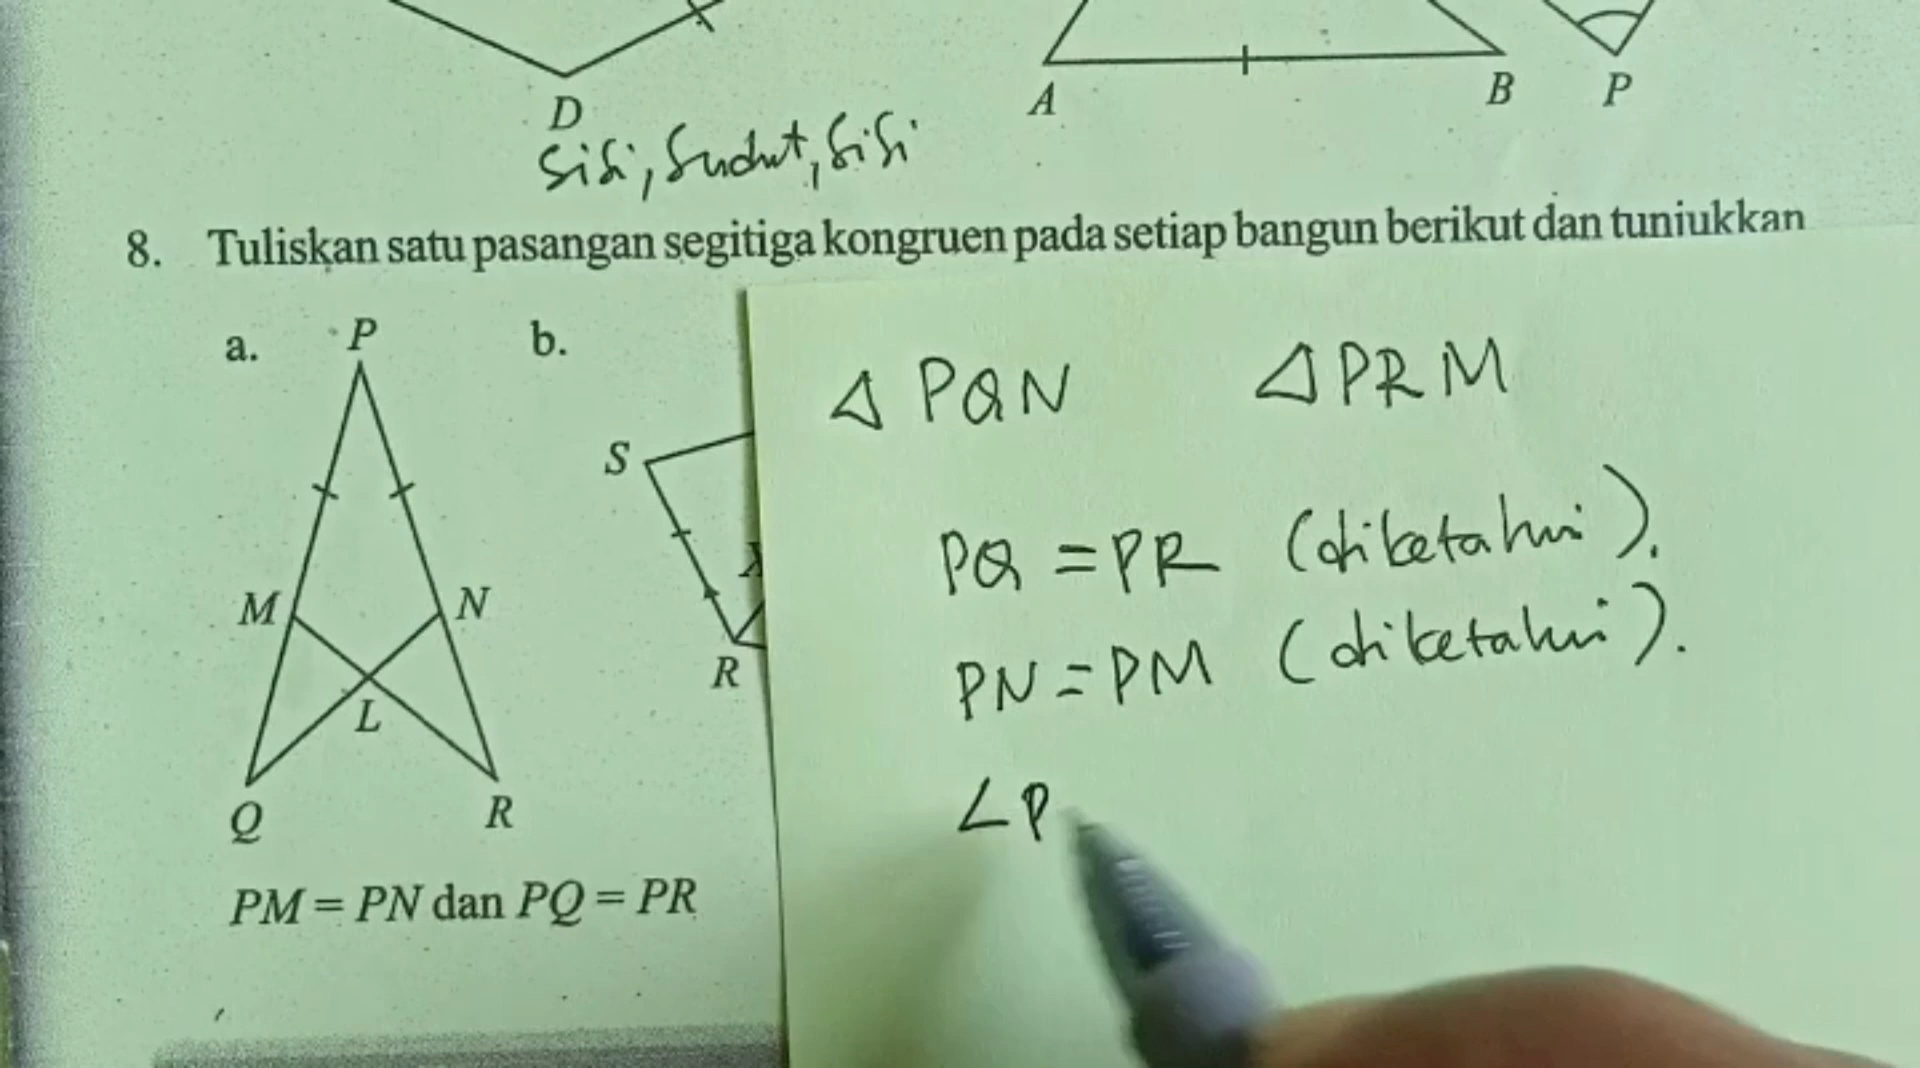 D
A
B
P
Sisi, Sudut, Sisi
8. Tuliskan satu pasangan segitiga kongruen pada setiap bangun berikut dan tunjukkan
a.
P
M
N
L
Q
R
PM = PN dan PQ = PR
b.
S
R
△ PQN △ PRM
PQ = PR (diketahui).
PN = PM (diketahui).
∠P